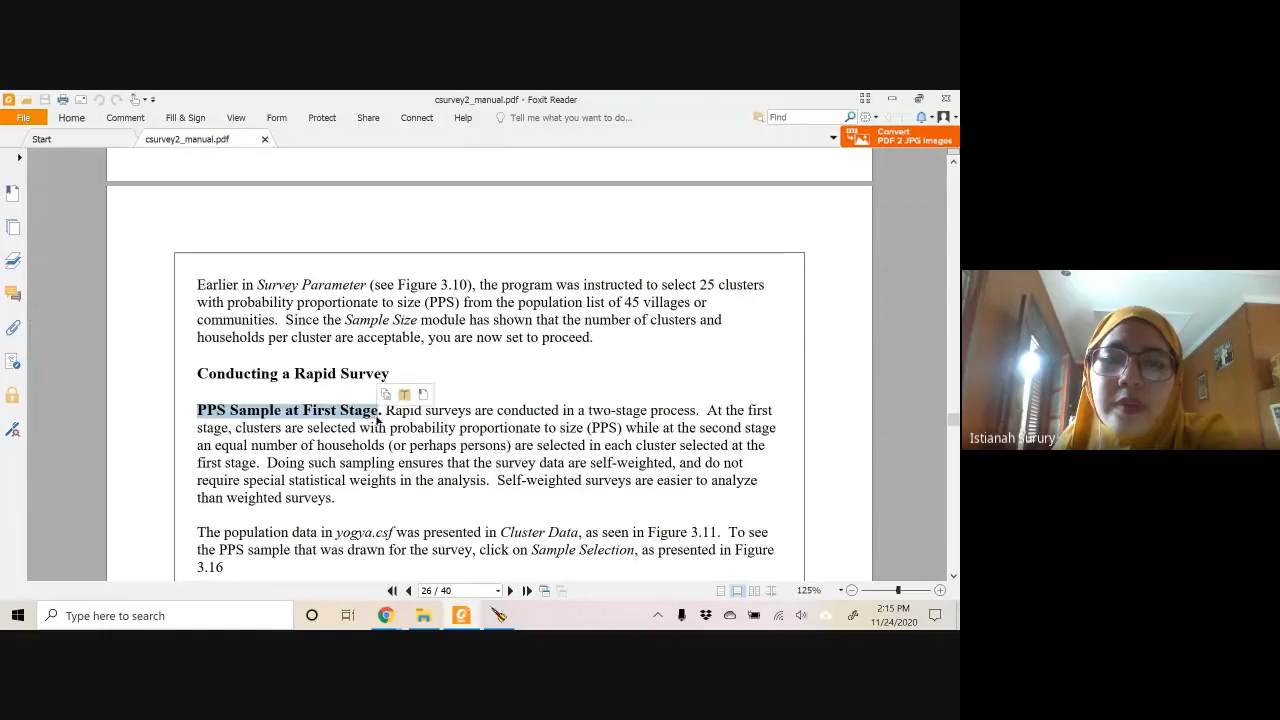 csurvey2_manual.pdf - Foxit Reader
File Home Comment Fill & Sign View Form Protect Share Connect Help Tell me what you want to do... Find
Start csurvey2_manual.pdf
Convert
PDF 2 JPG Images
Earlier in Survey Parameter (see Figure 3.10), the program was instructed to select 25 clusters
with probability proportionate to size (PPS) from the population list of 45 villages or
communities. Since the Sample Size module has shown that the number of clusters and
households per cluster are acceptable, you are now set to proceed.
Conducting a Rapid Survey
PPS Sample at First Stage. Rapid surveys are conducted in a two-stage process. At the first
stage, clusters are selected with probability proportionate to size (PPS) while at the second stage
an equal number of households (or perhaps persons) are selected in each cluster selected at the
first stage. Doing such sampling ensures that the survey data are self-weighted, and do not
require special statistical weights in the analysis. Self-weighted surveys are easier to analyze
than weighted surveys.
The population data in yogya.csf was presented in Cluster Data, as seen in Figure 3.11. To see
the PPS sample that was drawn for the survey, click on Sample Selection, as presented in Figure
3.16
26 / 40
125%
Type here to search
2:15 PM
11/24/2020
Istianah Surury